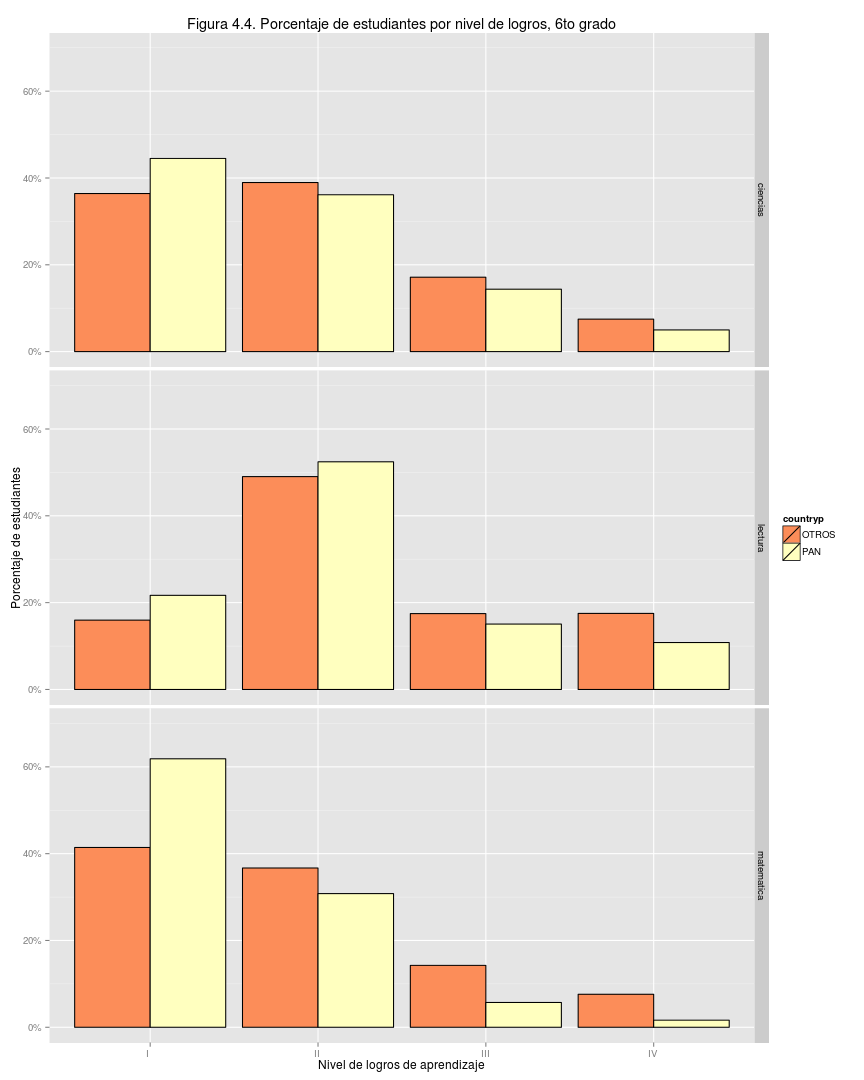 Figura 4.4. Porcentaje de estudiantes por nivel de logros, 6to grado
60%
40%
20%
0%
ciencias
60%
40%
20%
0%
lectura
60%
40%
20%
0%
matematica
Porcentaje de estudiantes
I
II
III
IV
Nivel de logros de aprendizaje
countryp
OTROS
PAN